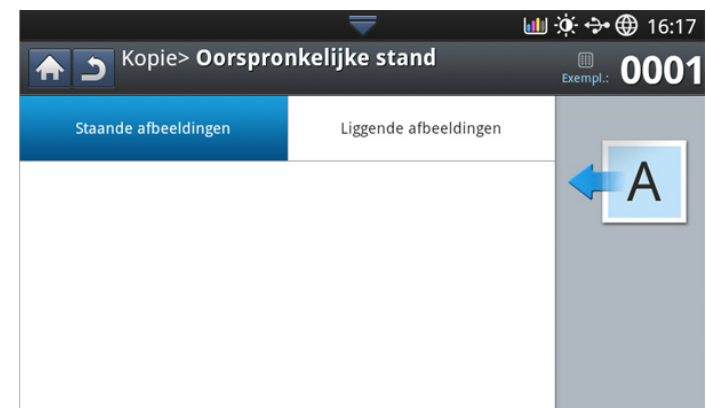 16:17
Kopie> Oorspronkelijke stand
Exempl.: 0001
Staande afbeeldingen
Liggende afbeeldingen
A